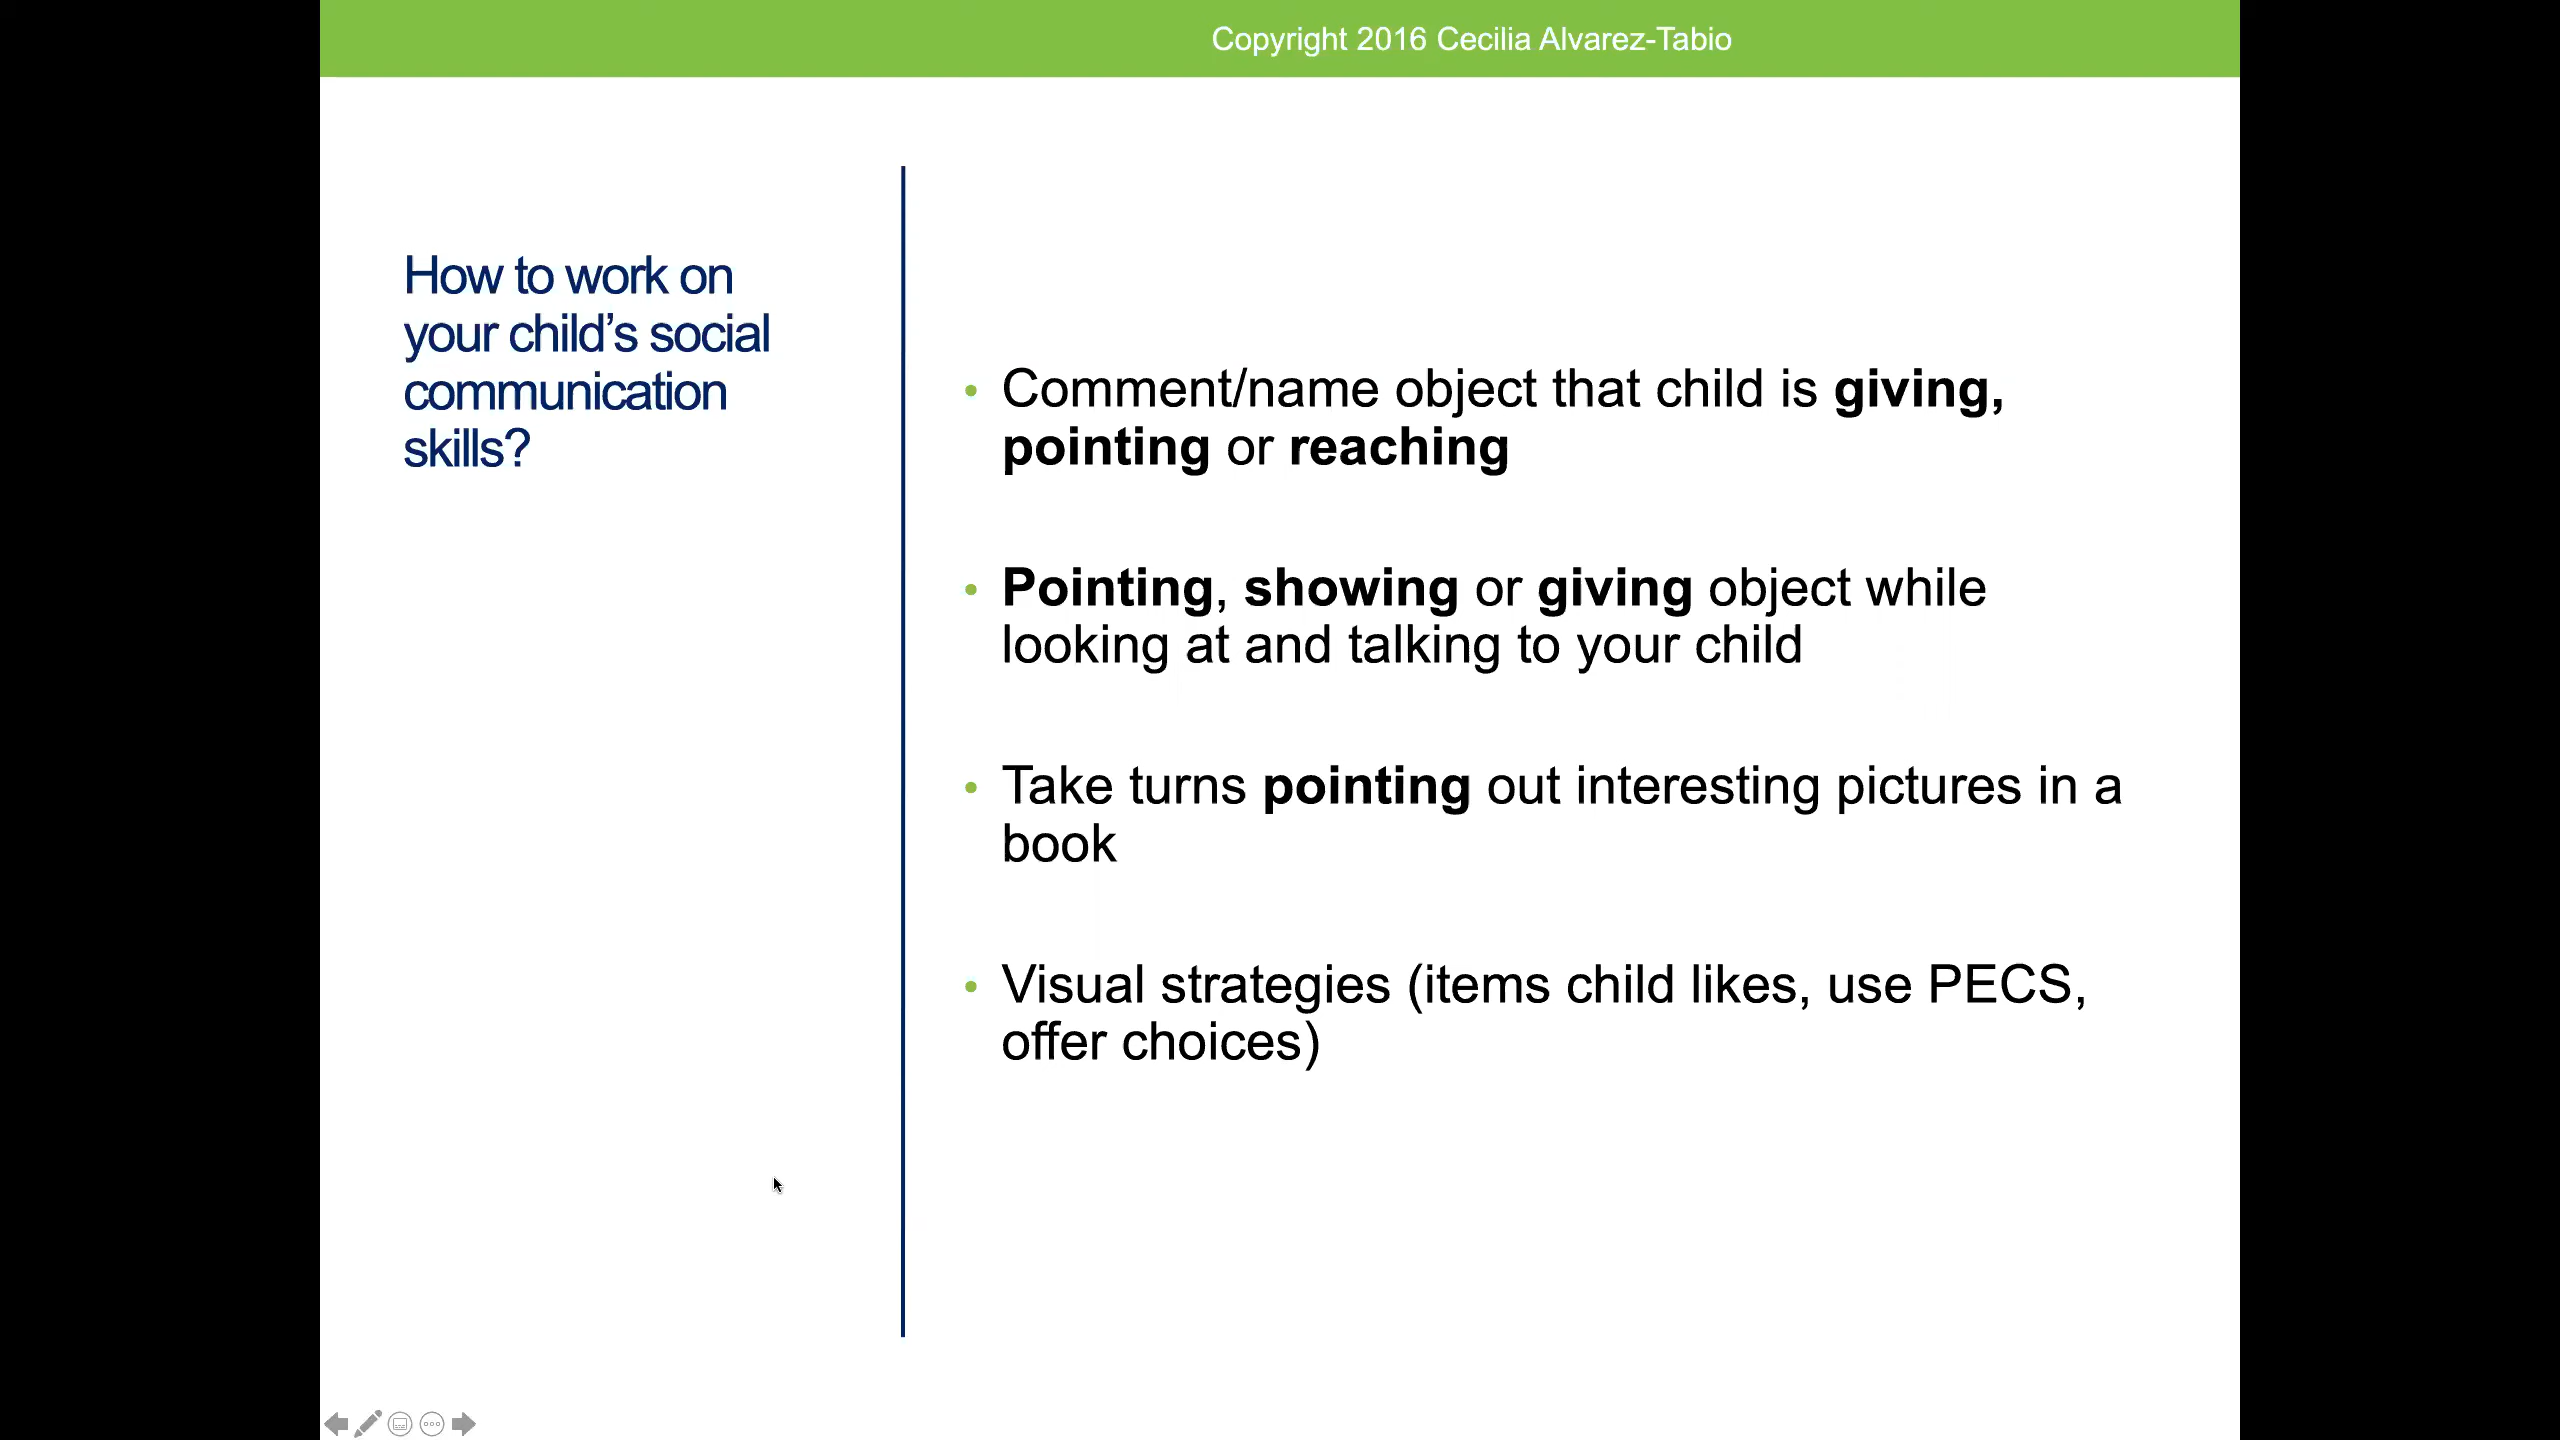 Copyright 2016 Cecilia Alvarez-Tabio
How to work on
your child’s social
communication
skills?
• Comment/name object that child is giving,
pointing or reaching
• Pointing, showing or giving object while
looking at and talking to your child
• Take turns pointing out interesting pictures in a
book
• Visual strategies (items child likes, use PECS,
offer choices)